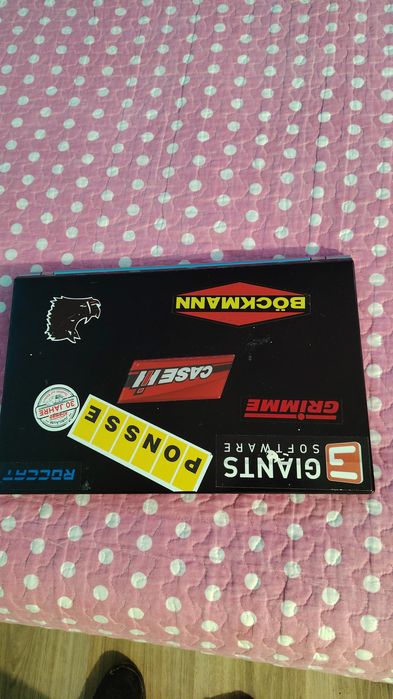 GIANTS
SOFTWARE
ROCCAT
PONSSE
GRIMME
30 JAHRE
CASE IH
BÖCKMANN